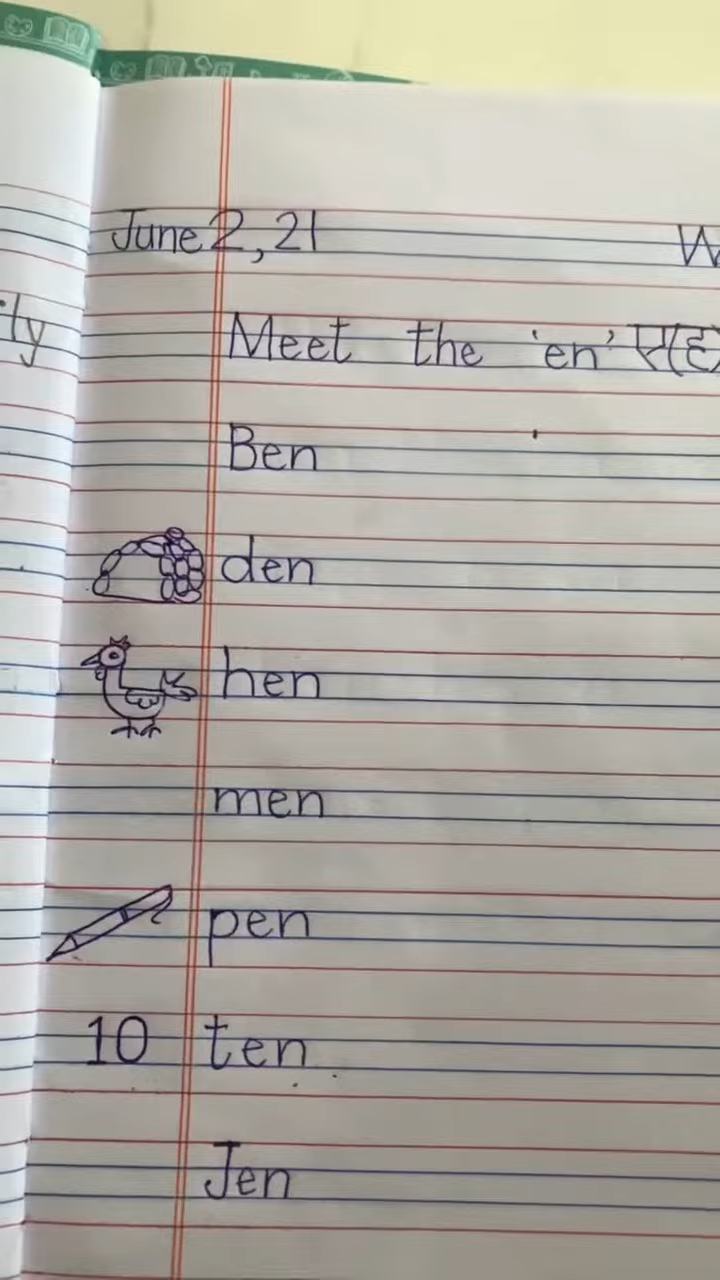 June 2, 21
Meet the 'en'
Ben
den
hen
men
pen
10 ten
Jen